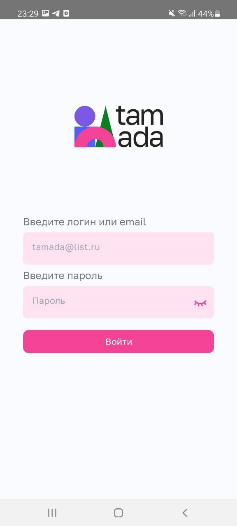 23:29
44%
tam
ada
Введите логин или email
tamada@list.ru
Введите пароль
Пароль
Войти